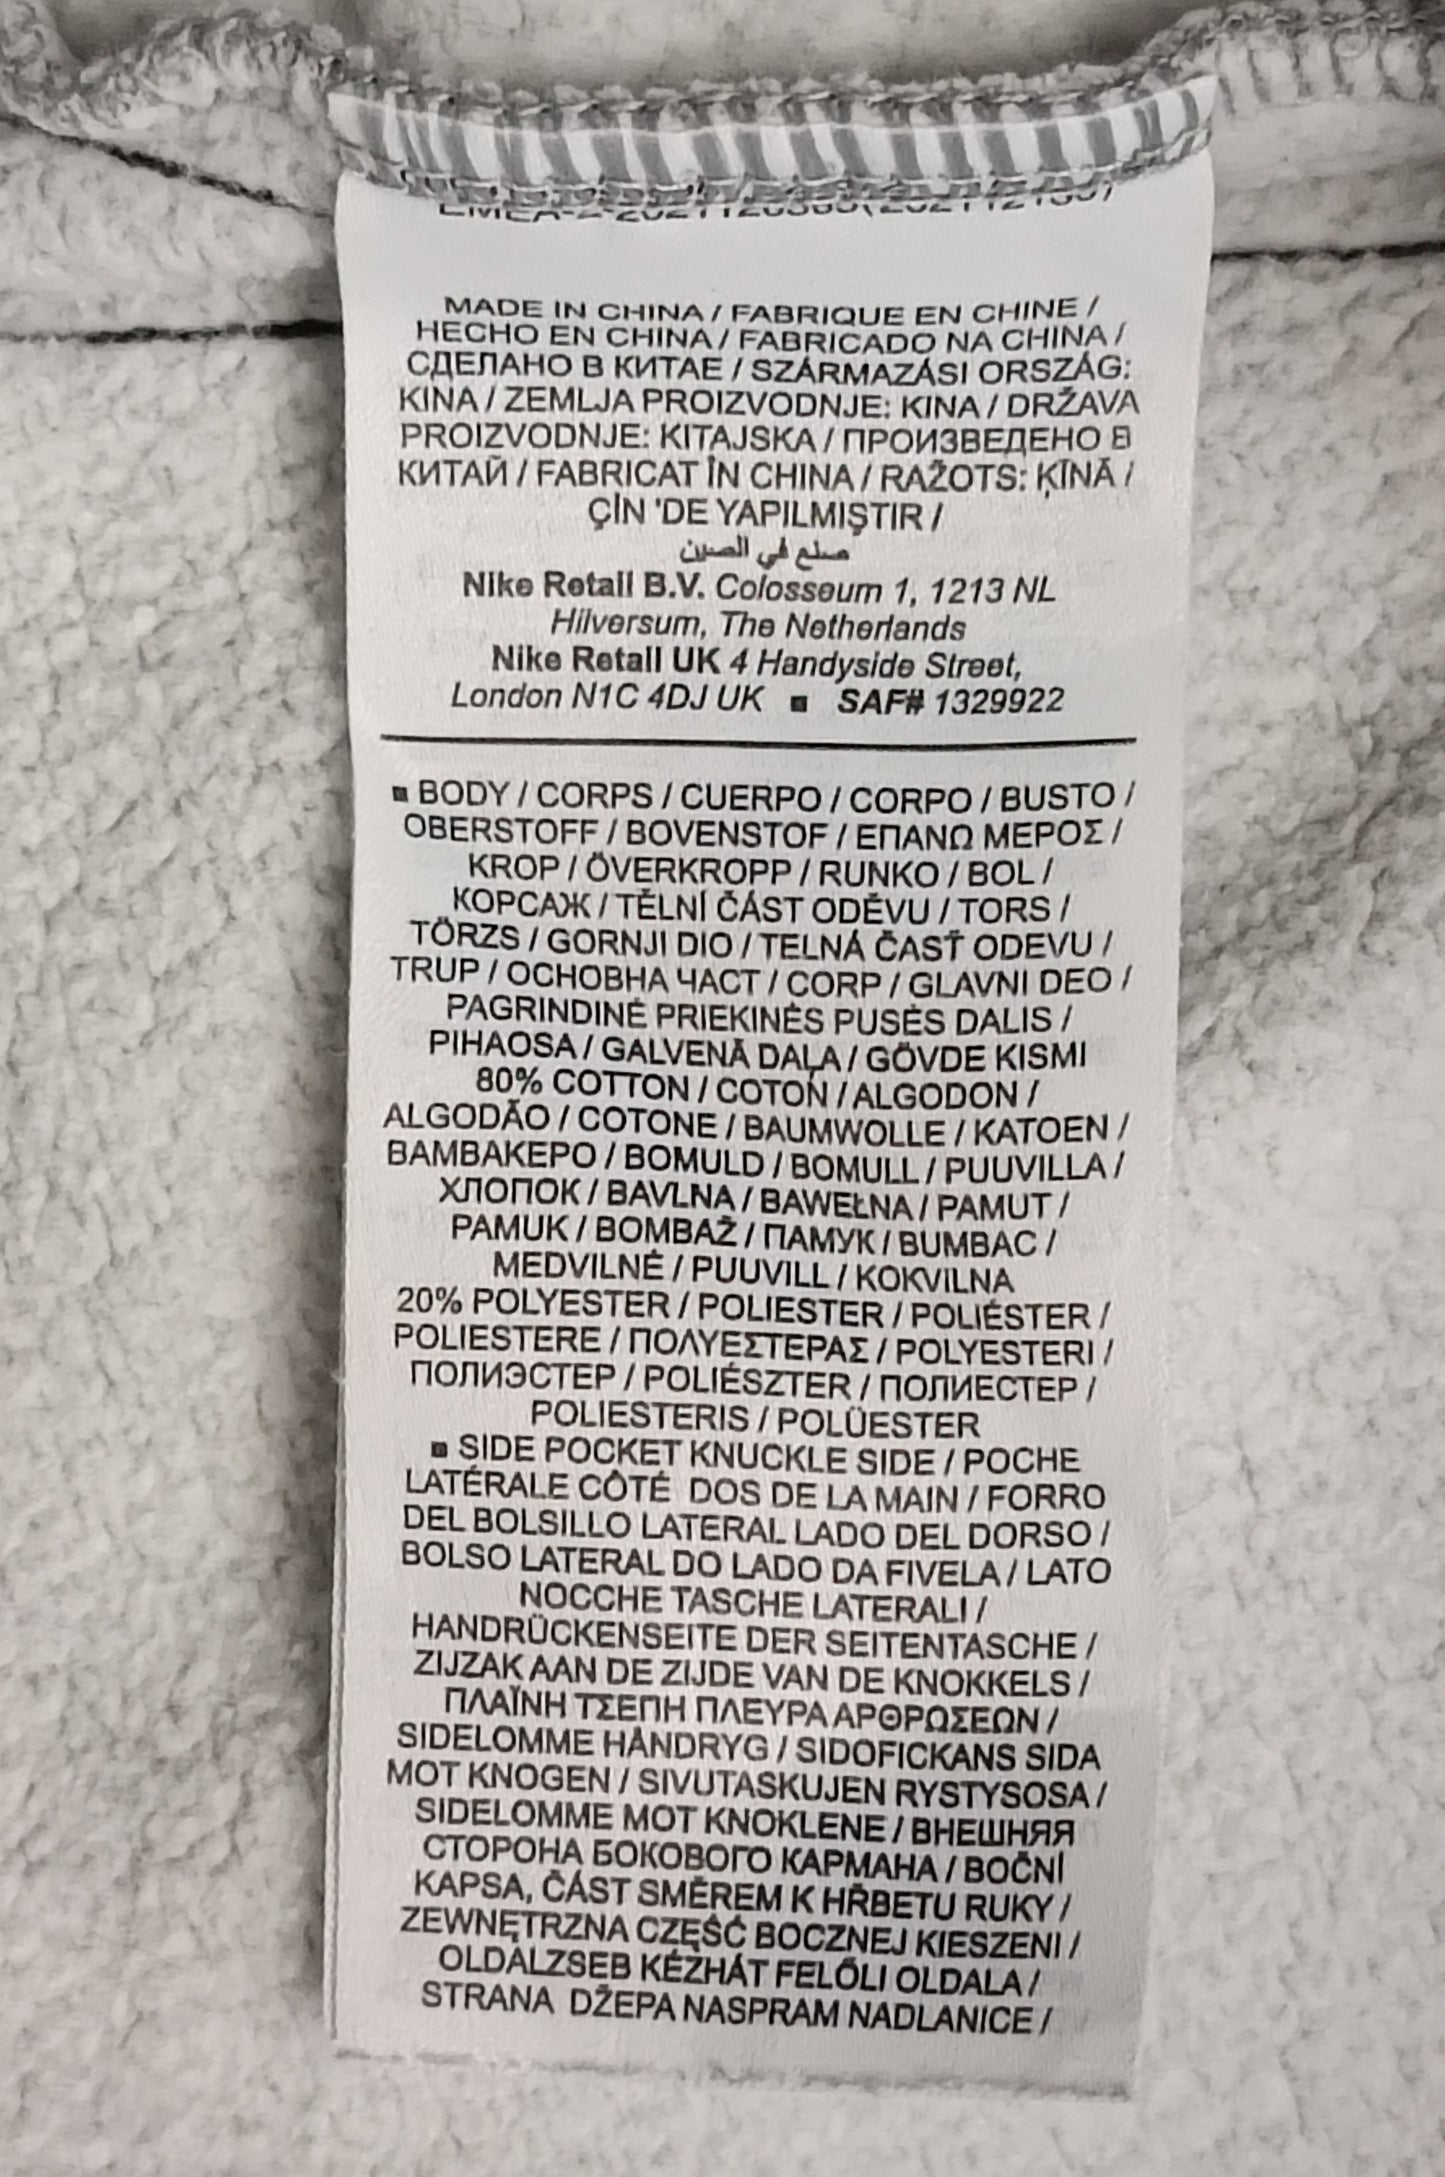 MADE IN CHINA / FABRIQUE EN CHINE /
HECHO EN CHINA / FABRICADO NA CHINA /
СДЕЛАНО В КИТАЕ / SZÁRMAZÁSI ORSZÁG:
KINA / ZEMLJA PROIZVODNJE: KINA / DRŽAVA
PROIZVODNJE: KITAJSKA / ПРОИЗВЕДЕНО В
КИТАЙ / FABRICAT ÎN CHINA / RAŽOTS: ĶĪNĀ /
ÇİN 'DE YAPILMIŞTIR /
صنع في الصين
Nike Retail B.V. Colosseum 1, 1213 NL
Hilversum, The Netherlands
Nike Retail UK 4 Handyside Street,
London N1C 4DJ UK ■ SAF# 1329922
■ BODY / CORPS / CUERPO / CORPO / BUSTO /
OBERSTOFF / BOVENSTOF / ΕΠΑΝΩ ΜΕΡΟΣ /
KROP / ÖVERKROPP / RUNKO / BOL /
КОРСАЖ / TĚLNÍ ČÁST ODĚVU / TORS /
TÖRZS / GORNJI DIO / TELNÁ ČASŤ ODEVU /
TRUP / ОСНОВНА ЧАСТ / CORP / GLAVNI DEO /
PAGRINDINĖ PRIEKINĖS PUSĖS DALIS /
PIHAOSA / GALVENĀ DAĻA / GÖVDE KISMI
80% COTTON / COTON / ALGODON /
ALGODÃO / COTONE / BAUMWOLLE / KATOEN /
ΒΑΜΒΑΚΕΡΟ / BOMULD / BOMULL / PUUVILLA /
ХЛОПОК / BAVLNA / BAWEŁNA / PAMUT /
PAMUK / BOMBAŽ / ПАМУК / BUMBAC /
MEDVILNĖ / PUUVILL / KOKVILNA
20% POLYESTER / POLIESTER / POLIÉSTER /
POLIESTERE / ΠΟΛΥΕΣΤΕΡΑΣ / POLYESTERI /
ПОЛИЭСТЕР / POLIÉSZTER / ПОЛИЕСТЕР /
POLIESTERIS / POLÜESTER
■ SIDE POCKET KNUCKLE SIDE / POCHE
LATÉRALE CÔTÉ DOS DE LA MAIN / FORRO
DEL BOLSILLO LATERAL LADO DEL DORSO /
BOLSO LATERAL DO LADO DA FIVELA / LATO
NOCCHE TASCHE LATERALI /
HANDRÜCKENSEITE DER SEITENTASCHE /
ZIJZAK AAN DE ZIJDE VAN DE KNOKKELS /
ΠΛΑΪΝΗ ΤΣΕΠΗ ΠΛΕΥΡΑ ΑΡΘΡΩΣΕΩΝ /
SIDELOMME HÅNDRYG / SIDOFICKANS SIDA
MOT KNOGEN / SIVUTASKUJEN RYSTYSOSA /
SIDELOMME MOT KNOKLENE / ВНЕШНЯЯ
СТОРОНА БОКОВОГО КАРМАНА / BOČNÍ
KAPSA, ČÁST SMĚREM K HŘBETU RUKY /
ZEWNĘTRZNA CZĘŚĆ BOCZNEJ KIESZENI /
OLDALZSEB KÉZHÁT FELŐLI OLDALA /
STRANA DŽEPA NASPRAM NADLANICE /